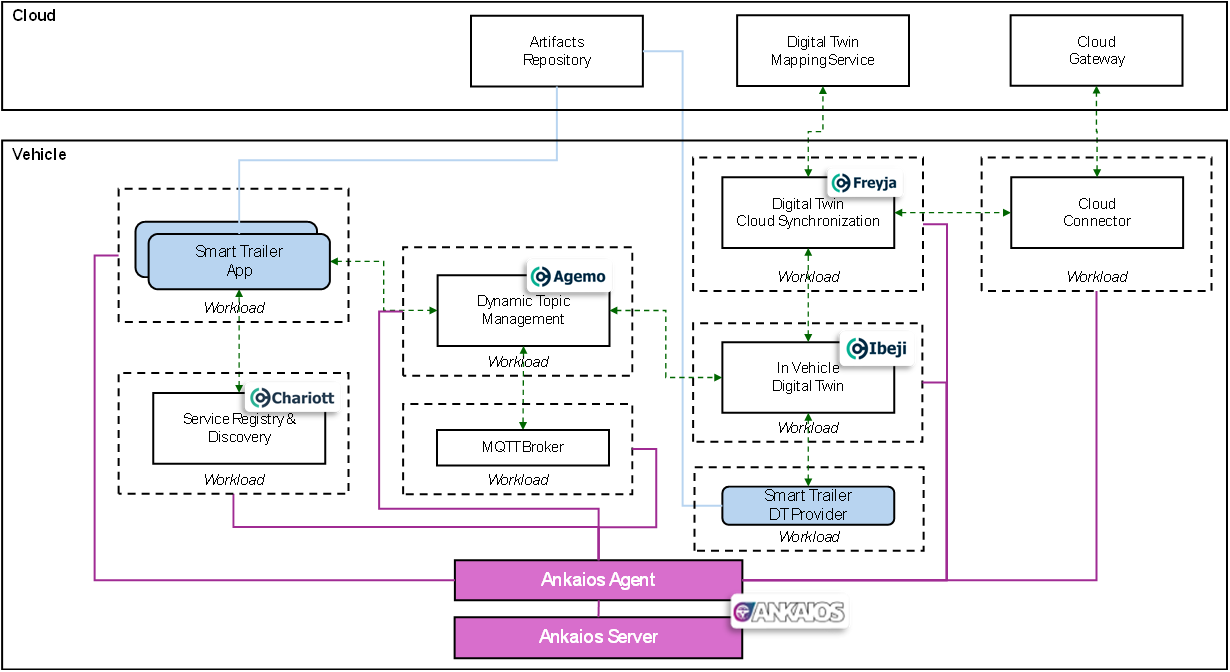 Cloud
Artifacts
Repository
Digital Twin
Mapping Service
Cloud
Gateway
Vehicle
Smart Trailer
App
Workload
Chariott
Service Registry &
Discovery
Workload
Agemo
Dynamic Topic
Management
Workload
MQTT Broker
Workload
Freyja
Digital Twin
Cloud Synchronization
Workload
Ibeji
In Vehicle
Digital Twin
Workload
Smart Trailer
DT Provider
Workload
Cloud
Connector
Workload
Ankaios Agent
ANKAIOS
Ankaios Server